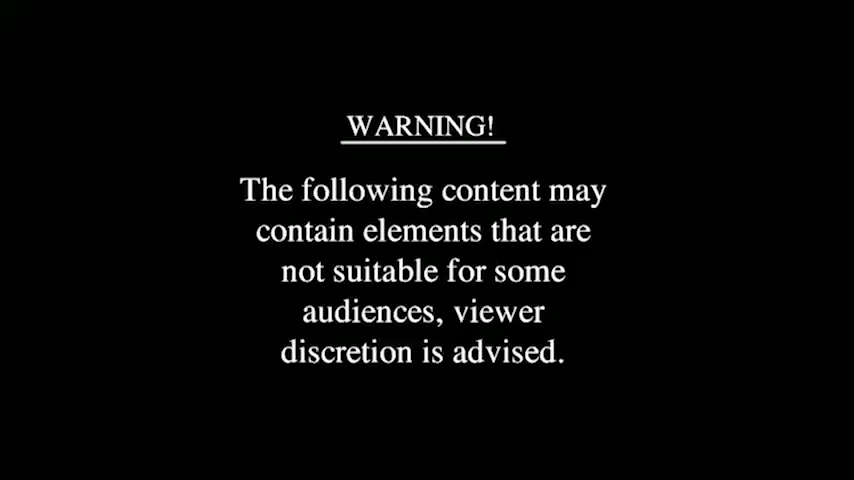 WARNING!
The following content may
contain elements that are
not suitable for some
audiences, viewer
discretion is advised.